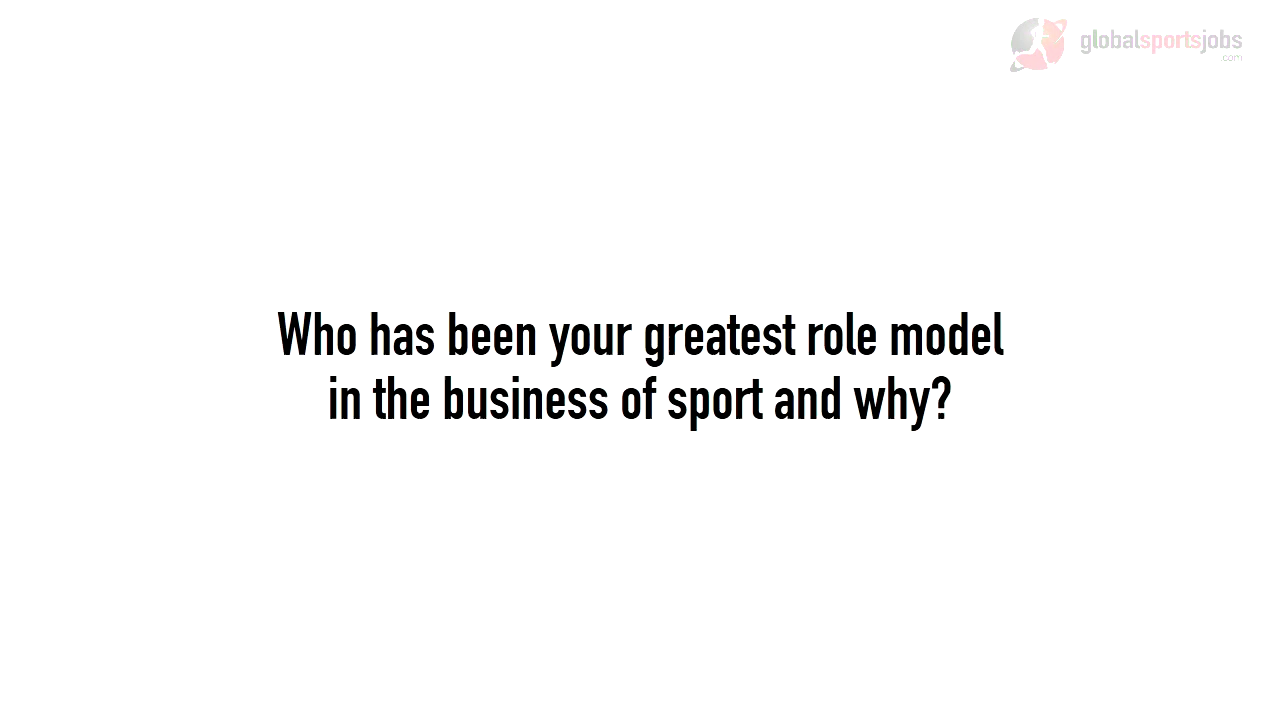 globalsportsjobs
.com
Who has been your greatest role model
in the business of sport and why?